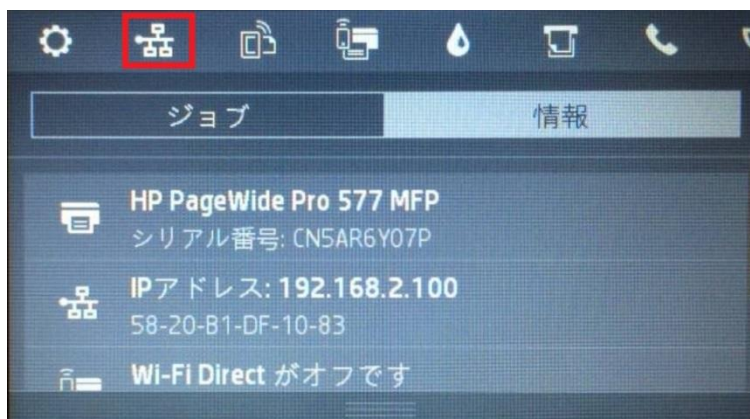 ジョブ
情報
HP PageWide Pro 577 MFP
シリアル番号: CN5AR6Y07P
IPアドレス: 192.168.2.100
58-20-B1-DF-10-83
Wi-Fi Direct がオフです